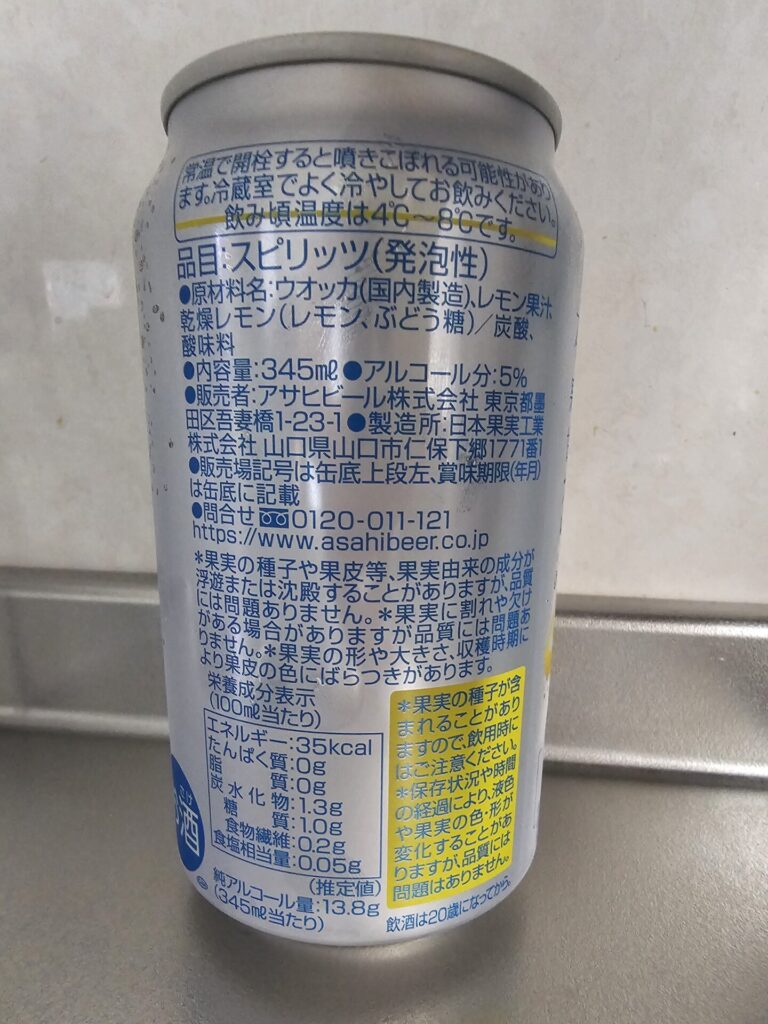 常温で開栓すると噴きこぼれる可能性があり
ます。冷蔵室でよく冷やしてお飲みください。
飲み頃温度は4℃～8℃です。
品目:スピリッツ(発泡性)
●原材料名:ウオッカ(国内製造)、レモン果汁、
乾燥レモン(レモン、ぶどう糖)／炭酸、
酸味料
●内容量:345㎖●アルコール分:5%
●販売者:アサヒビール株式会社 東京都墨
田区吾妻橋1-23-1●製造所:日本果実工業
株式会社 山口県山口市仁保下郷1771番1
●販売場記号は缶底上段左、賞味期限(年月)
は缶底に記載
●問合せ 0120-011-121
https://www.asahibeer.co.jp
＊果実の種子や果皮等、果実由来の成分が
浮遊または沈殿することがありますが、品質
には問題ありません。＊果実に割れや欠け
がある場合がありますが品質には問題あ
りません。＊果実の形や大きさ、収穫時期に
より果皮の色にばらつきがあります。
栄養成分表示
(100㎖当たり)
エネルギー:35kcal
たんぱく質:0g
脂質:0g
炭水化物:1.3g
糖質:1.0g
食物繊維:0.2g
食塩相当量:0.05g
(推定値)
純アルコール量:13.8g
(345㎖当たり)
＊果実の種子が含
まれることがあり
ますので、飲用時に
はご注意ください。
＊保存状況や時間
の経過により、液色
や果実の色・形が
変化することがあ
りますが、品質には
問題はありません。
飲酒は20歳になってから。
酒